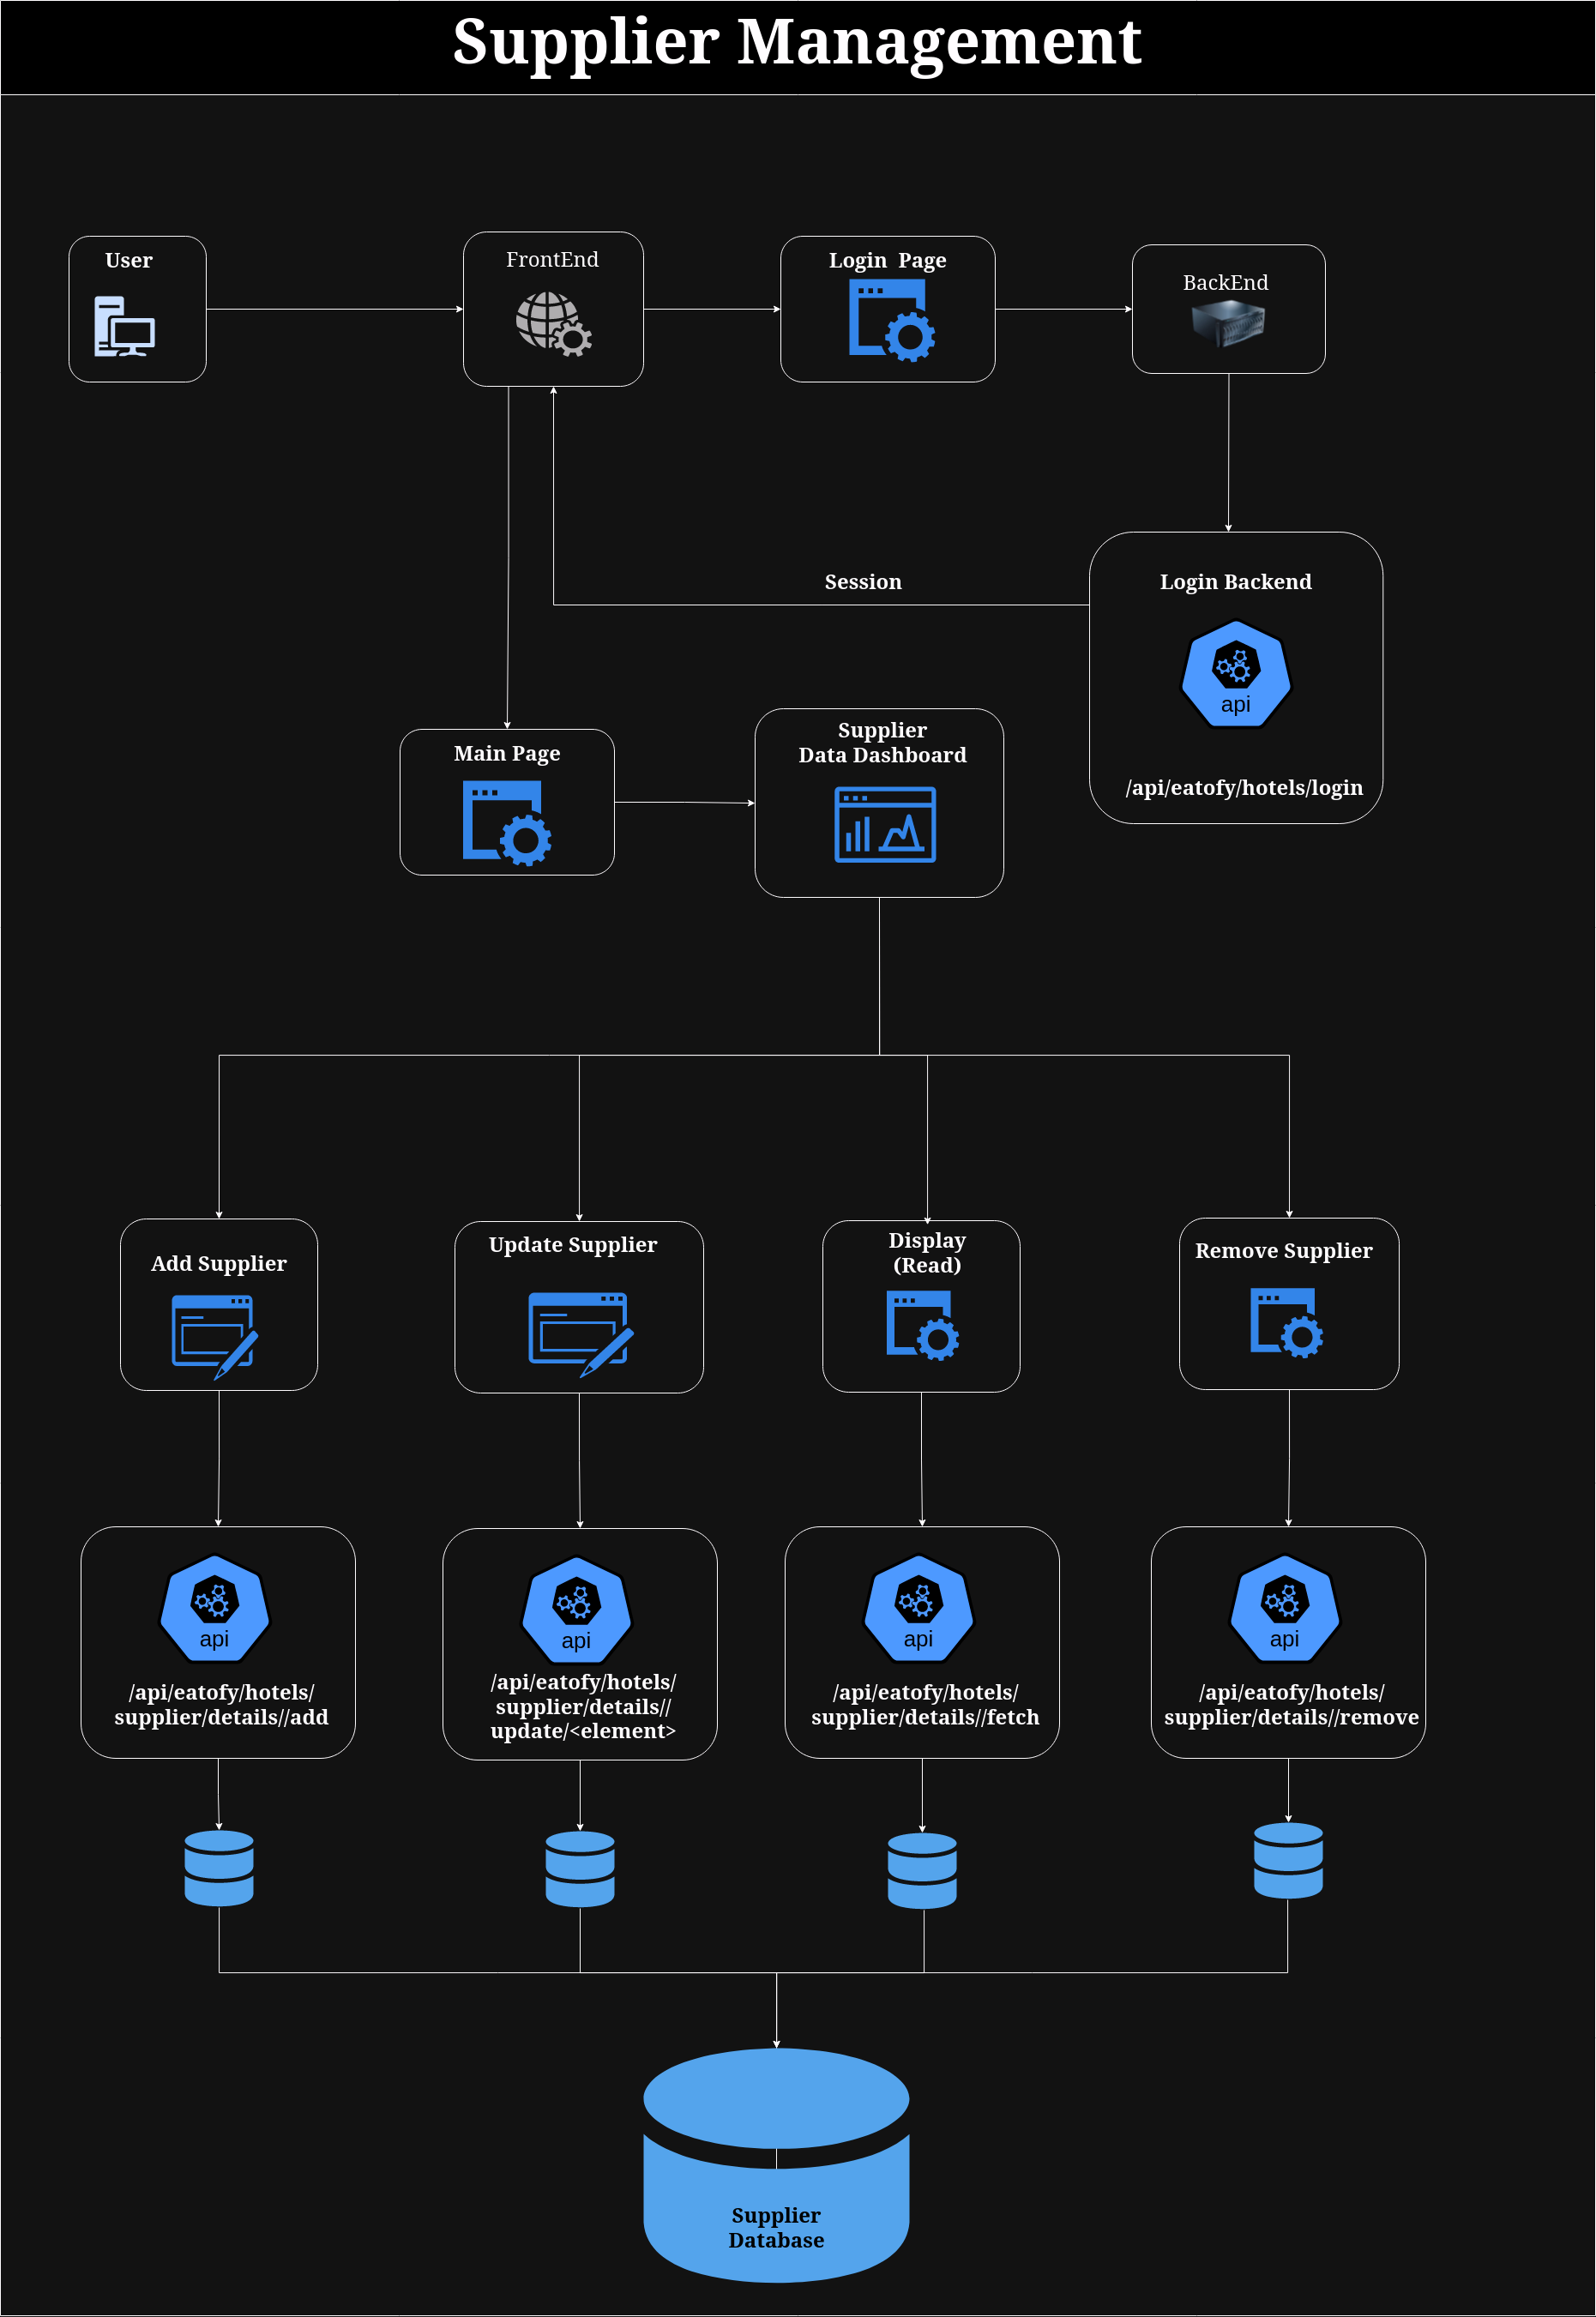 Supplier Management
User
FrontEnd
Login  Page
BackEnd
Session
Login Backend
api
/api/eatofy/hotels/login
Main Page
Supplier
Data Dashboard
Add Supplier
Update Supplier
Display
(Read)
Remove Supplier
api
/api/eatofy/hotels/
supplier/details//add
api
/api/eatofy/hotels/
supplier/details//
update/<element>
api
/api/eatofy/hotels/
supplier/details//fetch
api
/api/eatofy/hotels/
supplier/details//remove
Supplier
Database